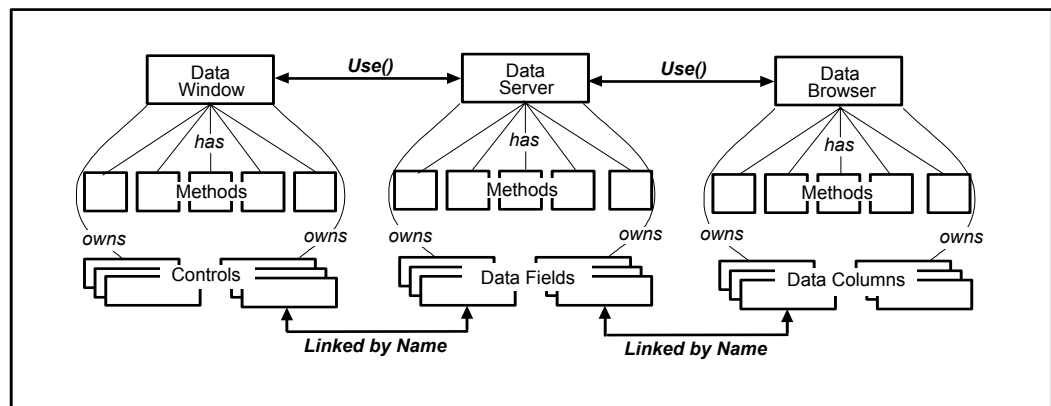 Use()
Use()
Data
Window
Data
Server
Data
Browser
has
has
has
Methods
Methods
Methods
owns
owns
owns
owns
owns
owns
Controls
Data Fields
Data Columns
Linked by Name
Linked by Name